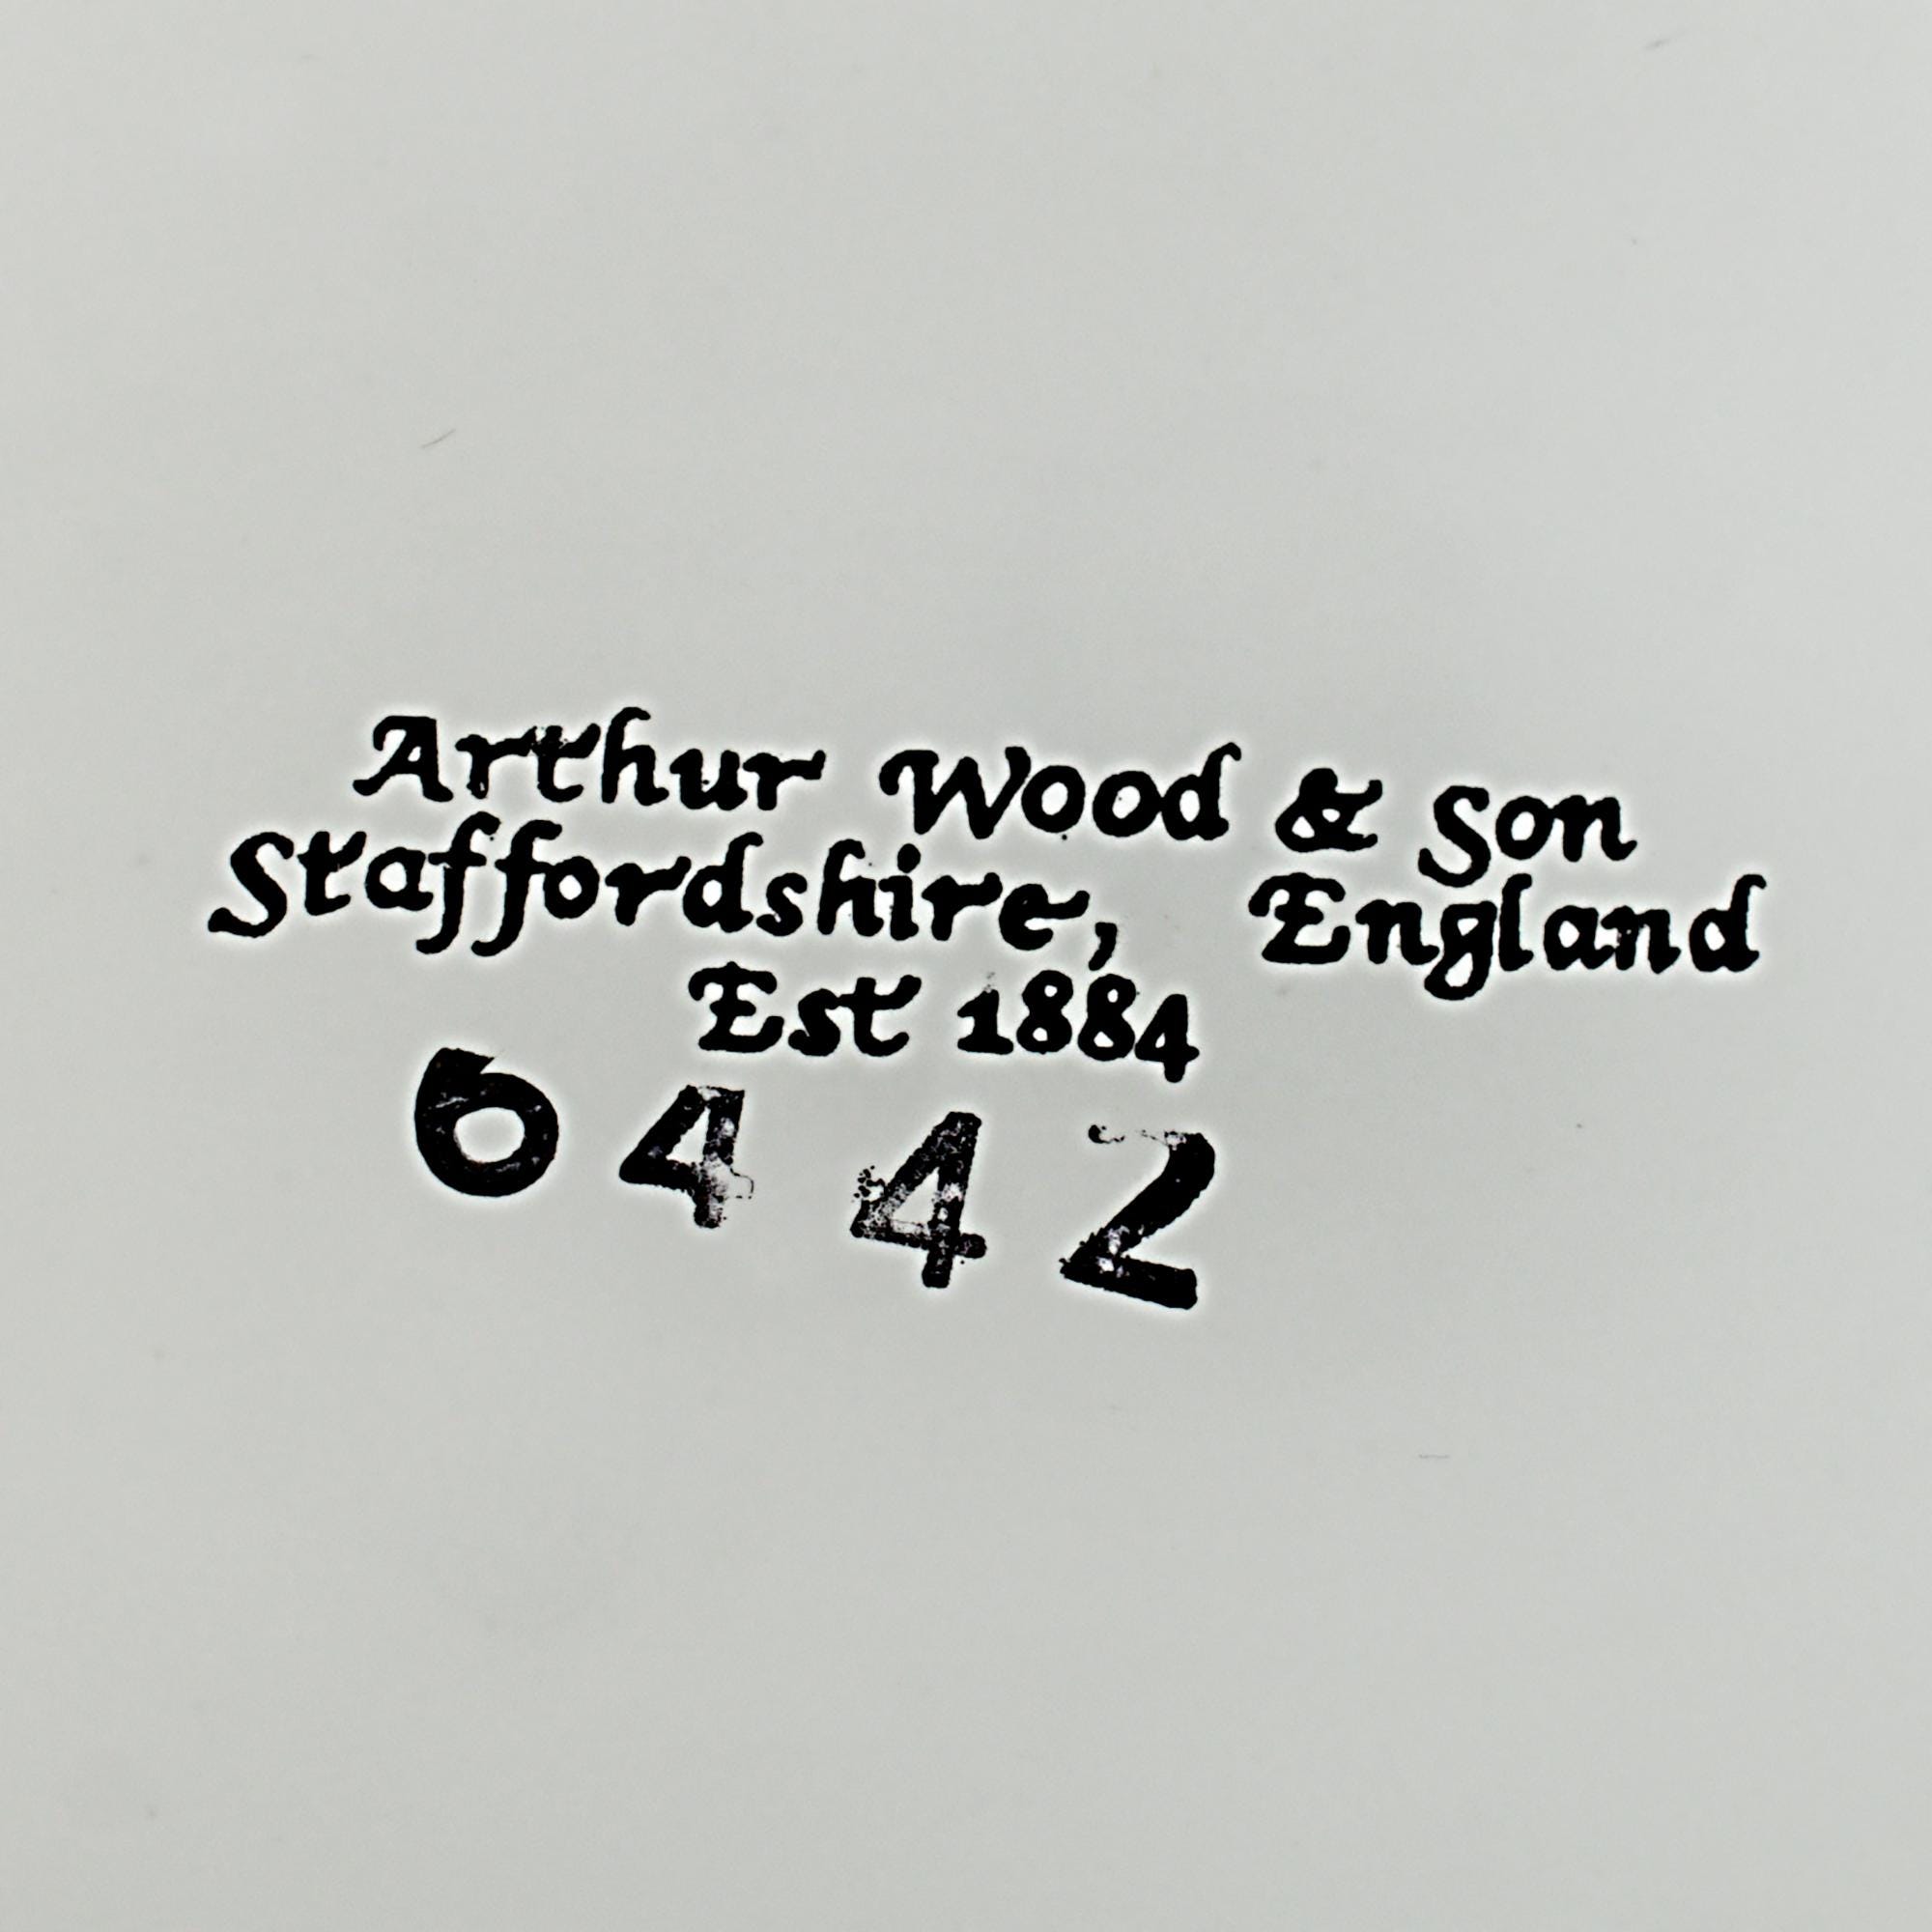 Arthur Wood & Son
Staffordshire, England
Est 1884
6442